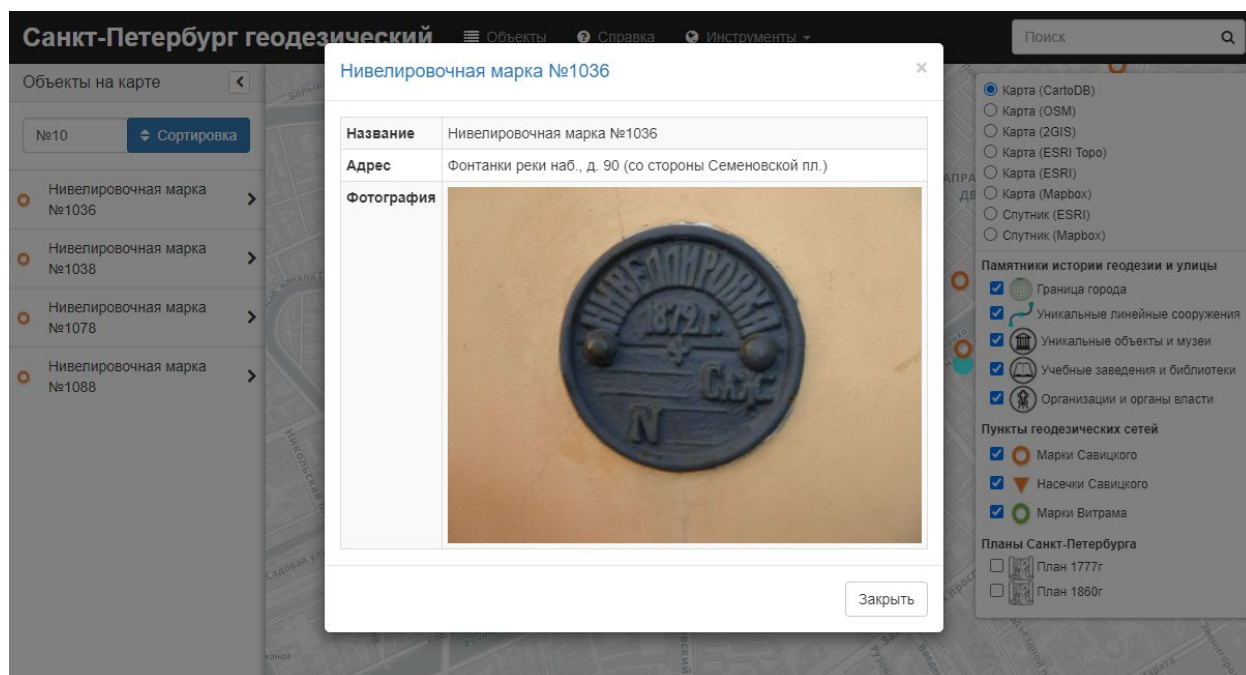 Санкт-Петербург геодезический
Объекты
Справка
Инструменты
Поиск
Объекты на карте
№10
Сортировка
Нивелировочная марка
№1036
Нивелировочная марка
№1038
Нивелировочная марка
№1078
Нивелировочная марка
№1088
Нивелировочная марка №1036
×
Название Нивелировочная марка №1036
Адрес Фонтанки реки наб., д. 90 (со стороны Семеновской пл.)
Фотография
НИВЕЛЛИРОВКА
1872Г.
N
Закрыть
Карта (CartoDB)
Карта (OSM)
Карта (2GIS)
Карта (ESRI Topo)
Карта (ESRI)
Карта (Mapbox)
Спутник (ESRI)
Спутник (Mapbox)
Памятники истории геодезии и улицы
Граница города
Уникальные линейные сооружения
Уникальные объекты и музеи
Учебные заведения и библиотеки
Организации и органы власти
Пункты геодезических сетей
Марки Савицкого
Насечки Савицкого
Марки Витрама
Планы Санкт-Петербурга
План 1777г
План 1860г
Садовая ул